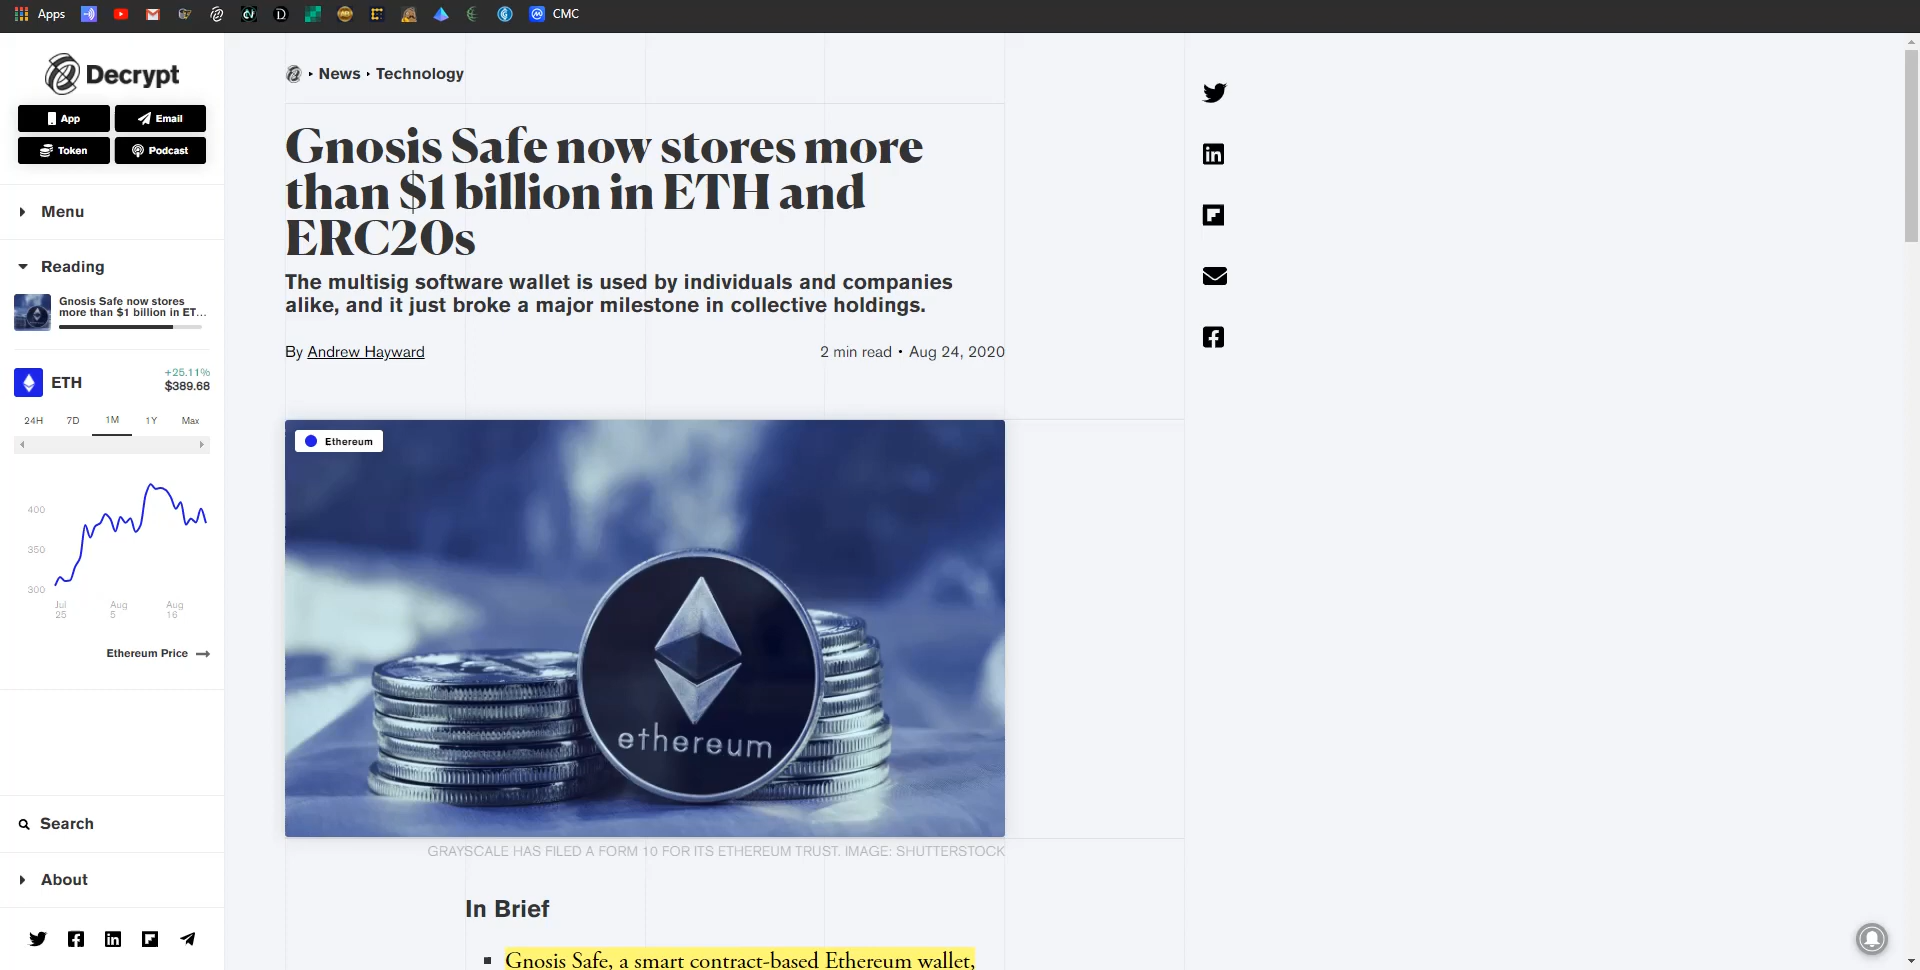 Apps
CMC
Decrypt
App
Email
Token
Podcast
Menu
Reading
Gnosis Safe now stores
more than $1 billion in ET...
ETH
+25.11%
$389.68
24H 7D 1M 1Y Max
400
350
300
Jul
25
Aug
5
Aug
16
Ethereum Price
Search
About
News Technology
Gnosis Safe now stores more
than $1 billion in ETH and
ERC20s
The multisig software wallet is used by individuals and companies
alike, and it just broke a major milestone in collective holdings.
By Andrew Hayward
2 min read • Aug 24, 2020
Ethereum
ethereum
GRAYSCALE HAS FILED A FORM 10 FOR ITS ETHEREUM TRUST. IMAGE: SHUTTERSTOCK
In Brief
Gnosis Safe, a smart contract-based Ethereum wallet,